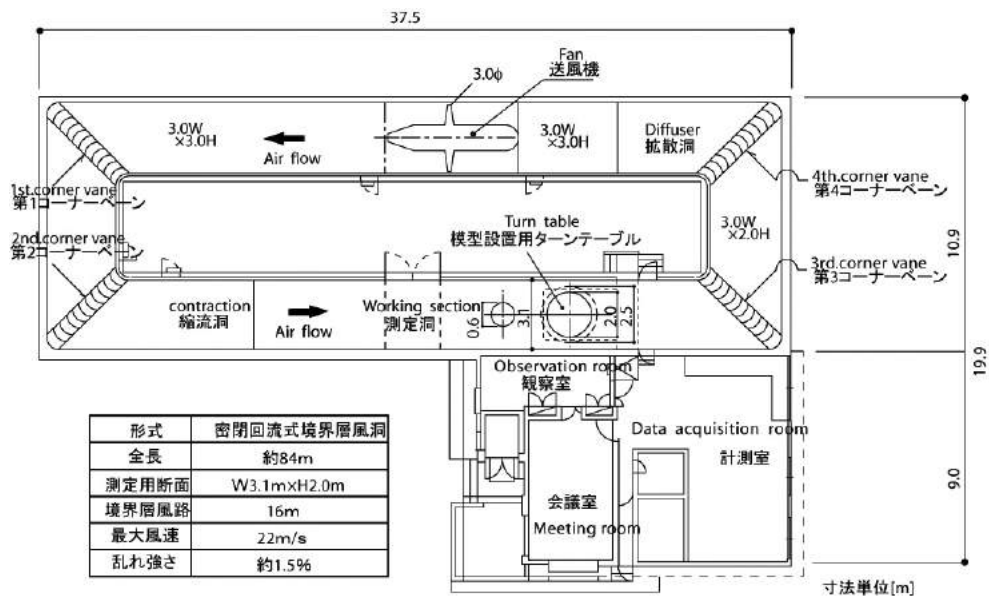 37.5
Fan
送風機
3.0φ
3.0W
×3.0H
Air flow
3.0W
×3.0H
Diffuser
拡散洞
1st.corner vane
第1コーナーベーン
4th.corner vane
第4コーナーベーン
2nd.corner vane
第2コーナーベーン
Turn table
模型設置用ターンテーブル
3.0W
×2.0H
3rd.corner vane
第3コーナーベーン
10.9
contraction
縮流洞
Air flow
Working section
測定洞
0.6
3.1
2.0
2.5
19.9
Observation room
観察室
Data acquisition room
計測室
会議室
Meeting room
9.0
形式 密閉回流式境界層風洞
全長 約84m
測定用断面 W3.1m×H2.0m
境界層風路 16m
最大風速 22m/s
乱れ強さ 約1.5%
寸法単位[m]